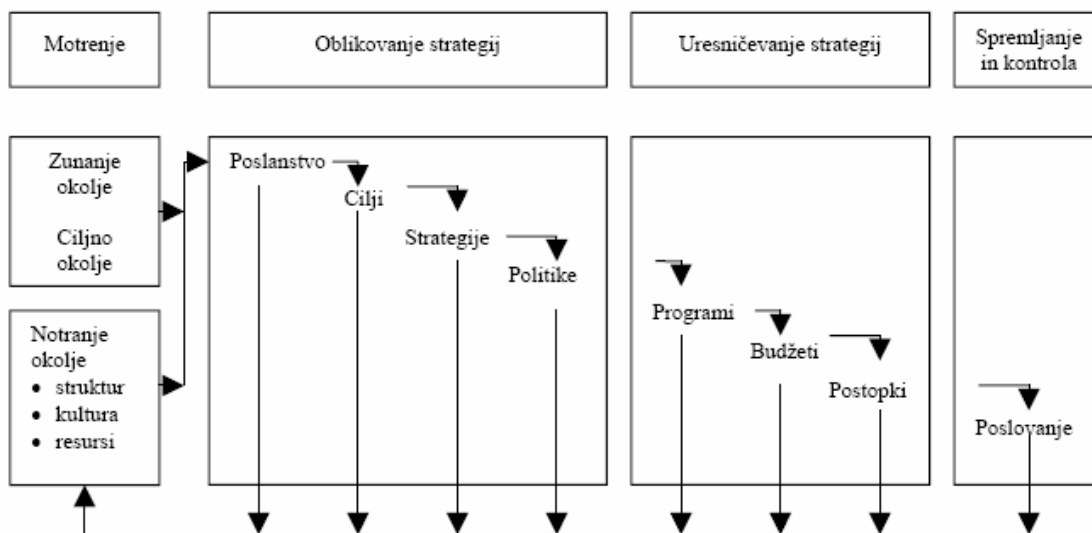 Motrenje
Oblikovanje strategij
Uresničevanje strategij
Spremljanje
in kontrola
Zunanje
okolje
Ciljno
okolje
Notranje
okolje
• struktur
• kultura
• resursi
Poslanstvo
Cilji
Strategije
Politike
Programi
Budžeti
Postopki
Poslovanje